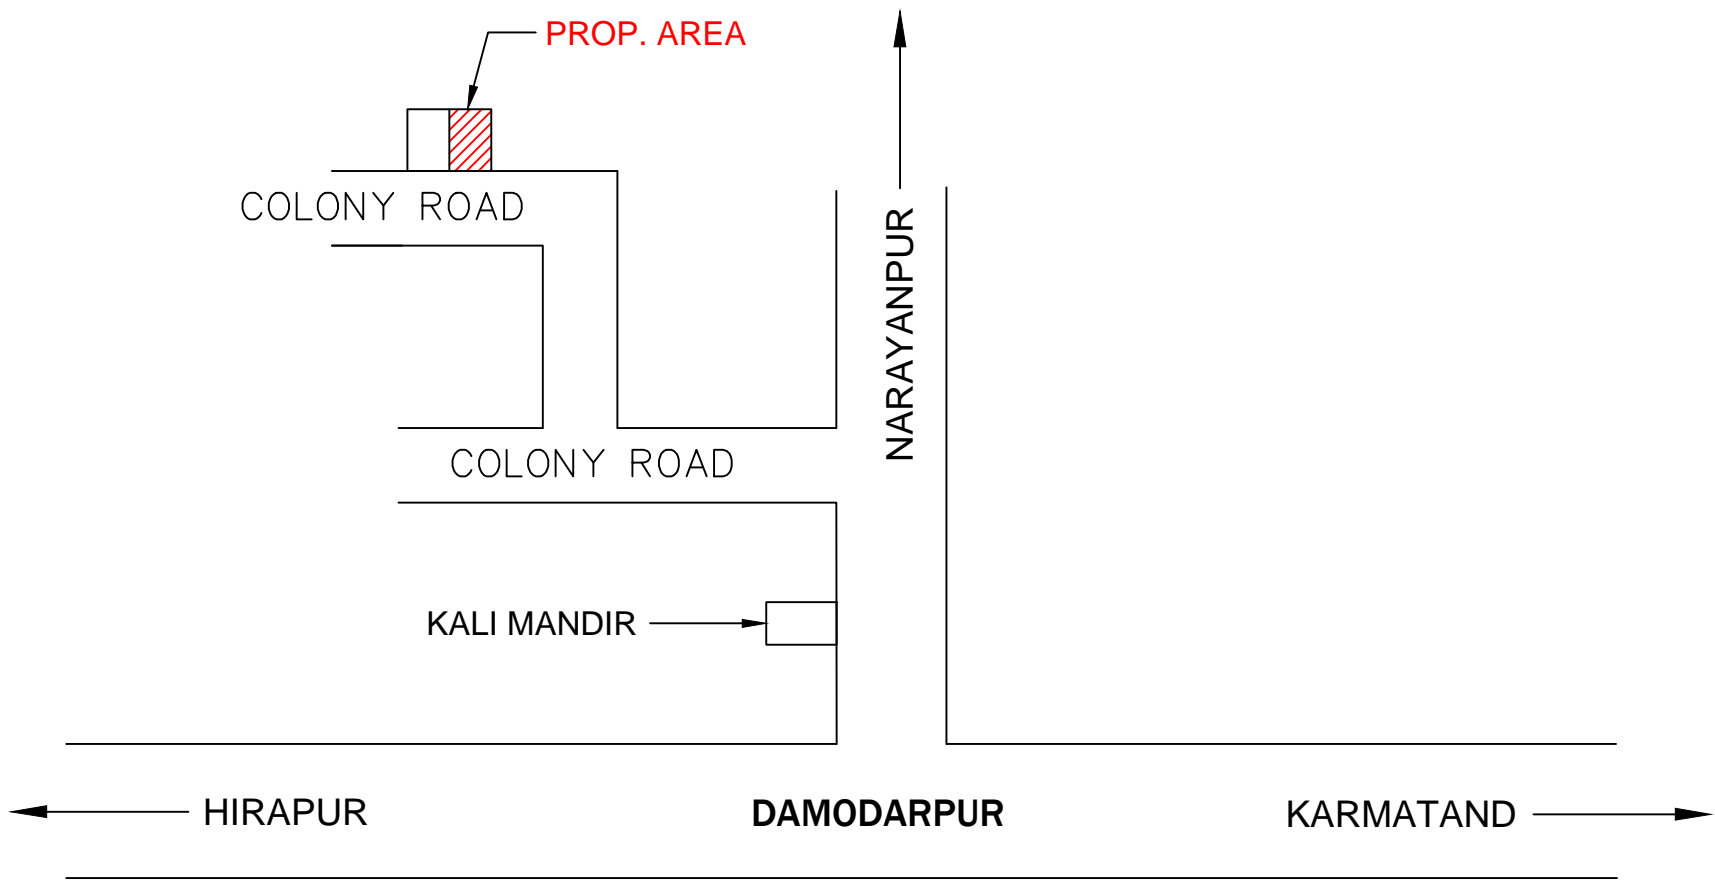 PROP. AREA
COLONY ROAD
NARAYANPUR
COLONY ROAD
KALI MANDIR
HIRAPUR
DAMODARPUR
KARMATAND